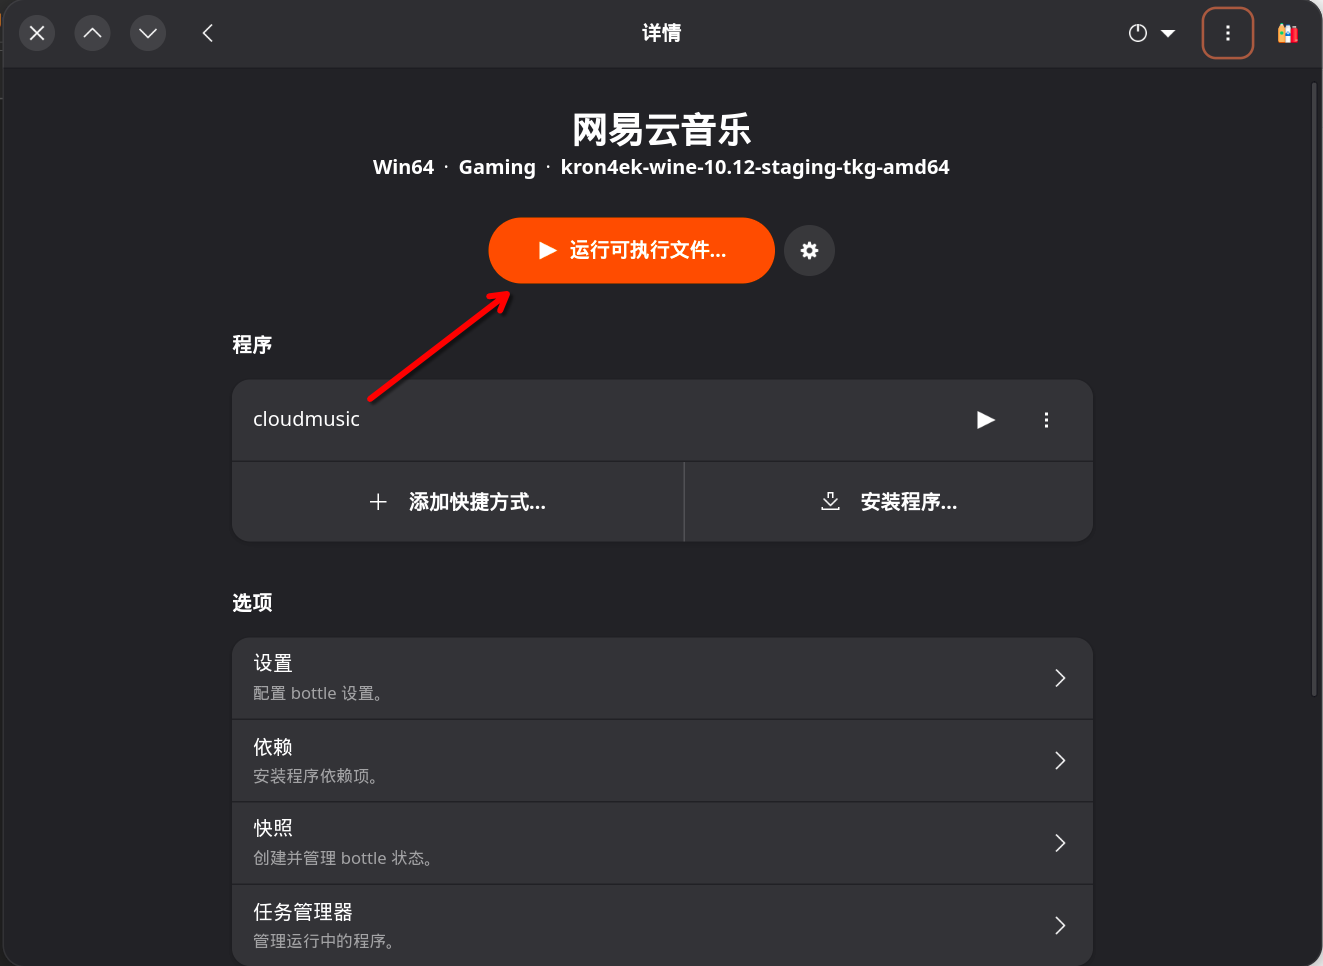 详情
网易云音乐
Win64 · Gaming · kron4ek-wine-10.12-staging-tkg-amd64
运行可执行文件...
程序
cloudmusic
添加快捷方式...
安装程序...
选项
设置
配置 bottle 设置。
依赖
安装程序依赖项。
快照
创建并管理 bottle 状态。
任务管理器
管理运行中的程序。